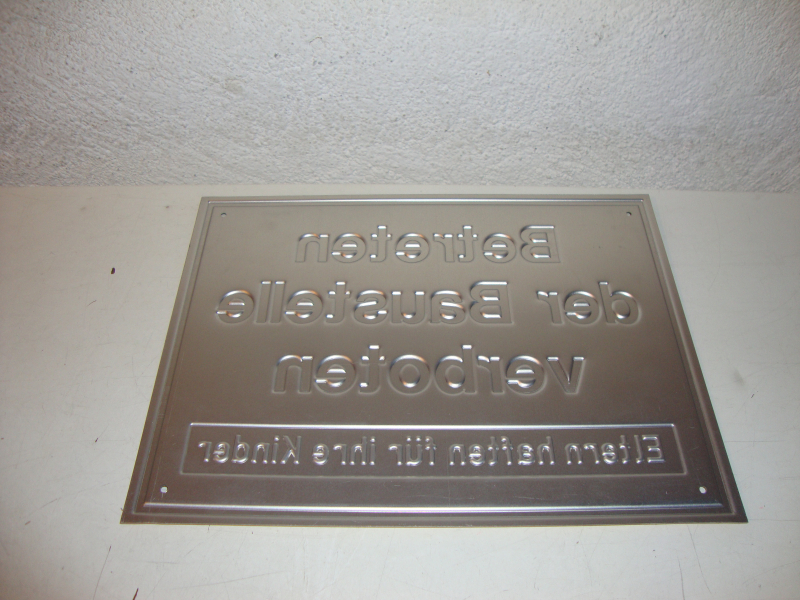 Betreten
der Baustelle
verboten
Eltern haften für ihre Kinder